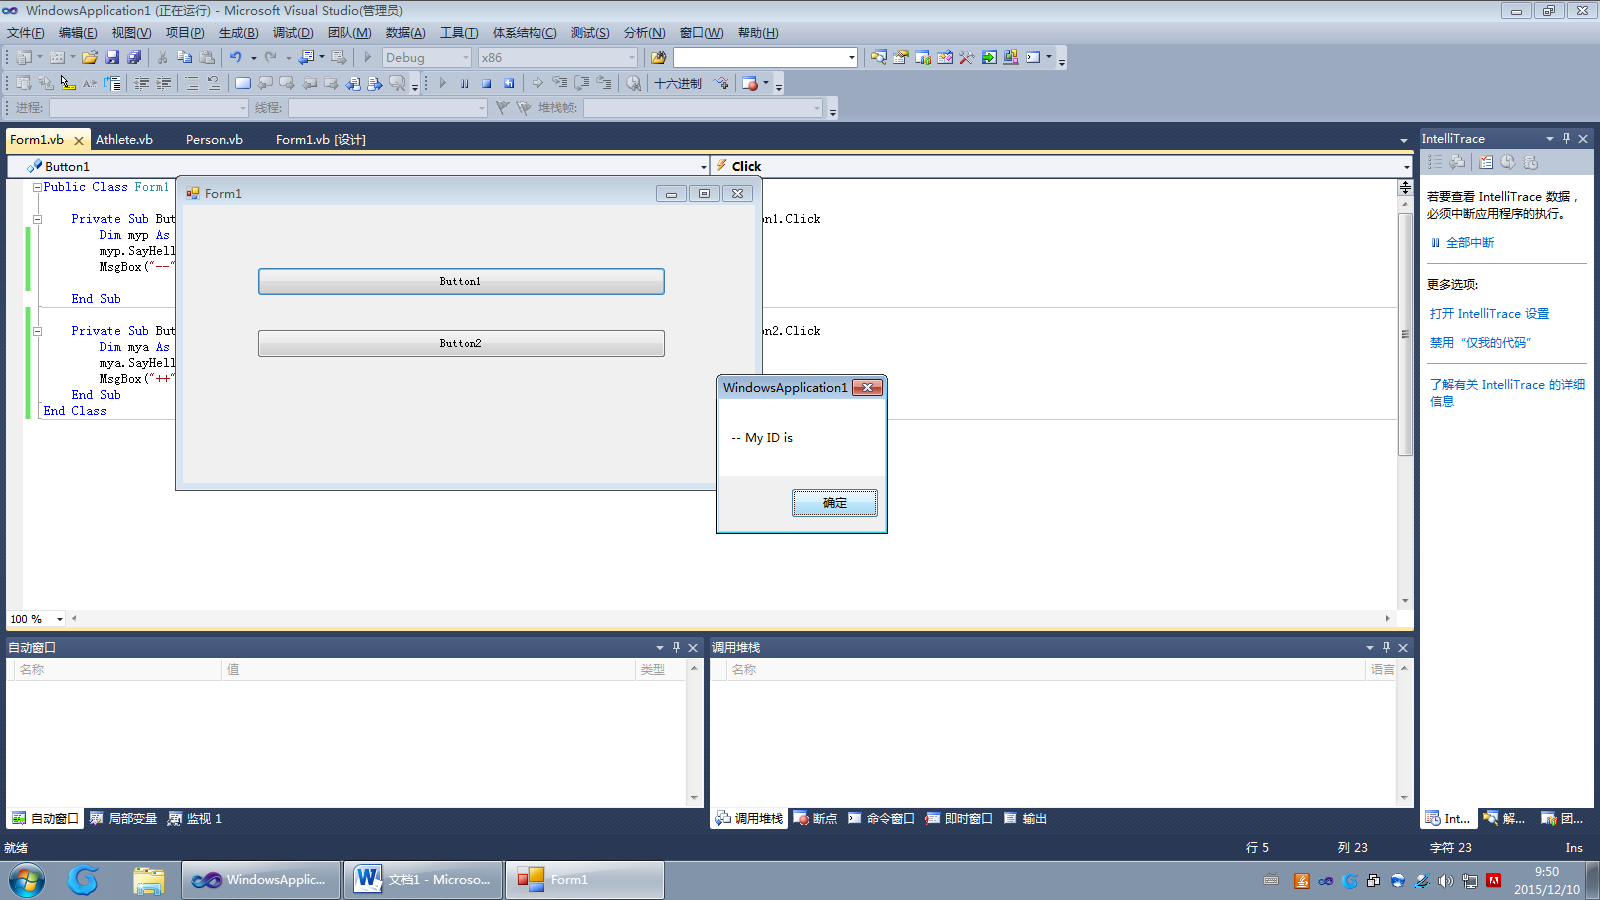 WindowsApplication1 (正在运行) - Microsoft Visual Studio(管理员)
文件(F) 编辑(E) 视图(V) 项目(P) 生成(B) 调试(D) 团队(M) 数据(A) 工具(T) 体系结构(C) 测试(S) 分析(N) 窗口(W) 帮助(H)
Debug x86
十六进制
进程: 线程: 堆栈帧:
Form1.vb Athlete.vb Person.vb Form1.vb [设计]
Button1 Click
Public Class Form1
Private Sub But
n1.Click
Dim myp As
myp.SayHell
MsgBox("--"
End Sub
Private Sub But
n2.Click
Dim mya As
mya.SayHell
MsgBox("++"
End Sub
End Class
Form1
Button1
Button2
WindowsApplication1
-- My ID is
确定
100 %
IntelliTrace
若要查看 IntelliTrace 数据，
必须中断应用程序的执行。
全部中断
更多选项:
打开 IntelliTrace 设置
禁用“仅我的代码”
了解有关 IntelliTrace 的详细
信息
自动窗口
名称 值 类型
调用堆栈
名称 语言
自动窗口 局部变量 监视 1
调用堆栈 断点 命令窗口 即时窗口 输出
Int... 解... 团...
就绪 行 5 列 23 字符 23 Ins
WindowsApplic... 文档1 - Microso... Form1
9:50
2015/12/10